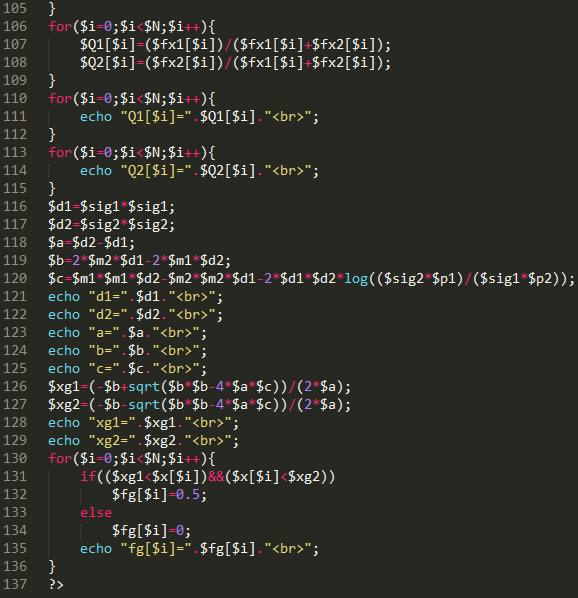 105 }
106 for($i=0;$i<$N;$i++){
107     $Q1[$i]=($fx1[$i])/($fx1[$i]+$fx2[$i]);
108     $Q2[$i]=($fx2[$i])/($fx1[$i]+$fx2[$i]);
109 }
110 for($i=0;$i<$N;$i++){
111     echo "Q1[$i]=".$Q1[$i]."<br>";
112 }
113 for($i=0;$i<$N;$i++){
114     echo "Q2[$i]=".$Q2[$i]."<br>";
115 }
116 $d1=$sig1*$sig1;
117 $d2=$sig2*$sig2;
118 $a=$d2-$d1;
119 $b=2*$m2*$d1-2*$m1*$d2;
120 $c=$m1*$m1*$d2-$m2*$m2*$d1-2*$d1*$d2*log(($sig2*$p1)/($sig1*$p2));
121 echo "d1=".$d1."<br>";
122 echo "d2=".$d2."<br>";
123 echo "a=".$a."<br>";
124 echo "b=".$b."<br>";
125 echo "c=".$c."<br>";
126 $xg1=(-$b+sqrt($b*$b-4*$a*$c))/(2*$a);
127 $xg2=(-$b-sqrt($b*$b-4*$a*$c))/(2*$a);
128 echo "xg1=".$xg1."<br>";
129 echo "xg2=".$xg2."<br>";
130 for($i=0;$i<$N;$i++){
131     if(($xg1<$x[$i])&&($x[$i]<$xg2))
132         $fg[$i]=0.5;
133     else
134         $fg[$i]=0;
135     echo "fg[$i]=".$fg[$i]."<br>";
136 }
137 ?>